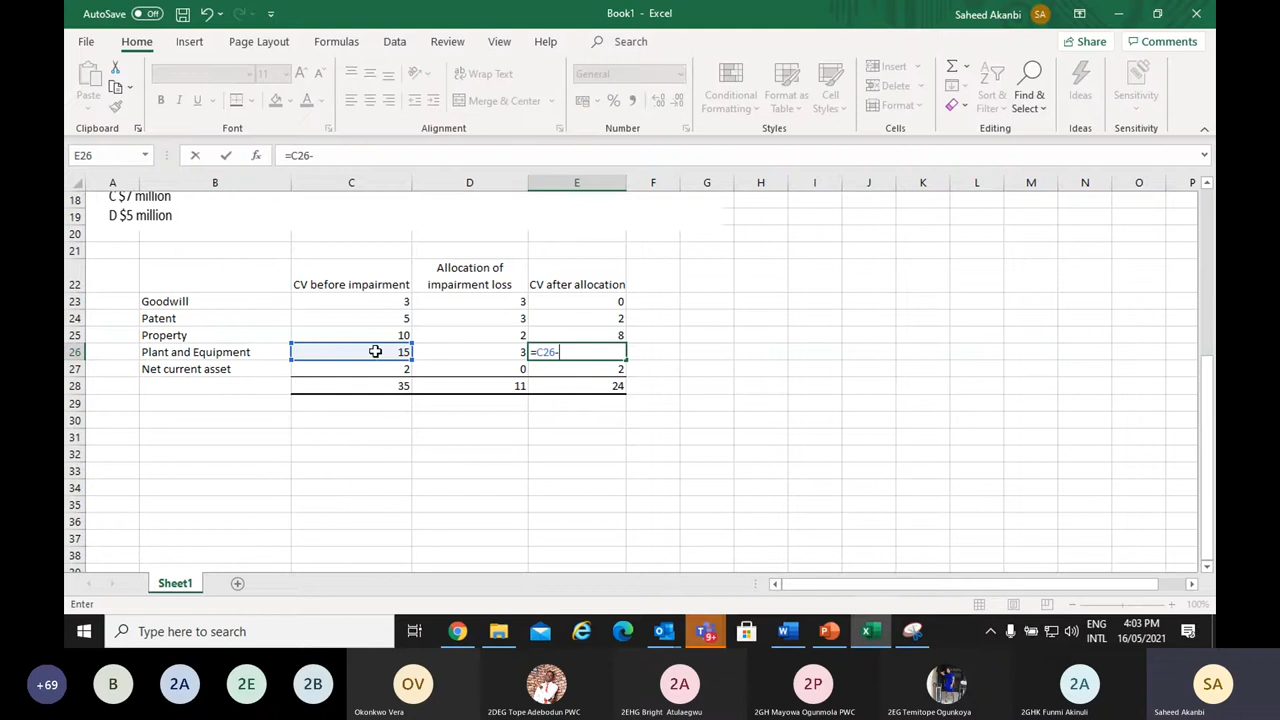 AutoSave Off
Book1 - Excel
Saheed Akanbi SA
File Home Insert Page Layout Formulas Data Review View Help Search Share Comments
11 A A Wrap Text General Insert
Paste Conditional Format as Cell Delete Sort & Find & Ideas Sensitivity
B I U A Merge & Center % Formatting Table Styles Format Filter Select
Clipboard Font Alignment Number Styles Cells Editing Ideas Sensitivity
E26 fx =C26-
A B C D E F G H I J K L M N O P
18 C $7 million
19 D $5 million
20
21
22 CV before impairment Allocation of impairment loss CV after allocation
23 Goodwill 3 3 0
24 Patent 5 3 2
25 Property 10 2 8
26 Plant and Equipment 15 3 =C26-
27 Net current asset 2 0 2
28 35 11 24
29
30
31
32
33
34
35
36
37
38
Sheet1
Enter 100%
Type here to search 9+ ENG 4:03 PM
INTL 16/05/2021
+69 B 2A 2E 2B OV 2A 2P 2A SA
Okonkwo Vera 2DEG Tope Adebodun PWC 2EHG Bright Atulaegwu 2GH Mayowa Ogunmola PWC 2EG Temitope Ogunkoya 2GHK Funmi Akinuli Saheed Akanbi